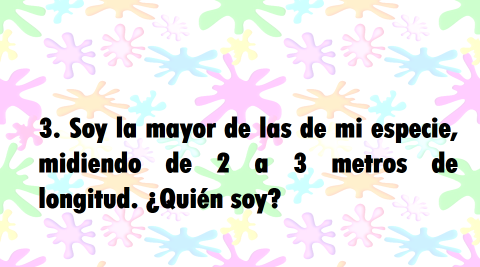 3. Soy la mayor de las de mi especie,
midiendo de 2 a 3 metros de
longitud. ¿Quién soy?